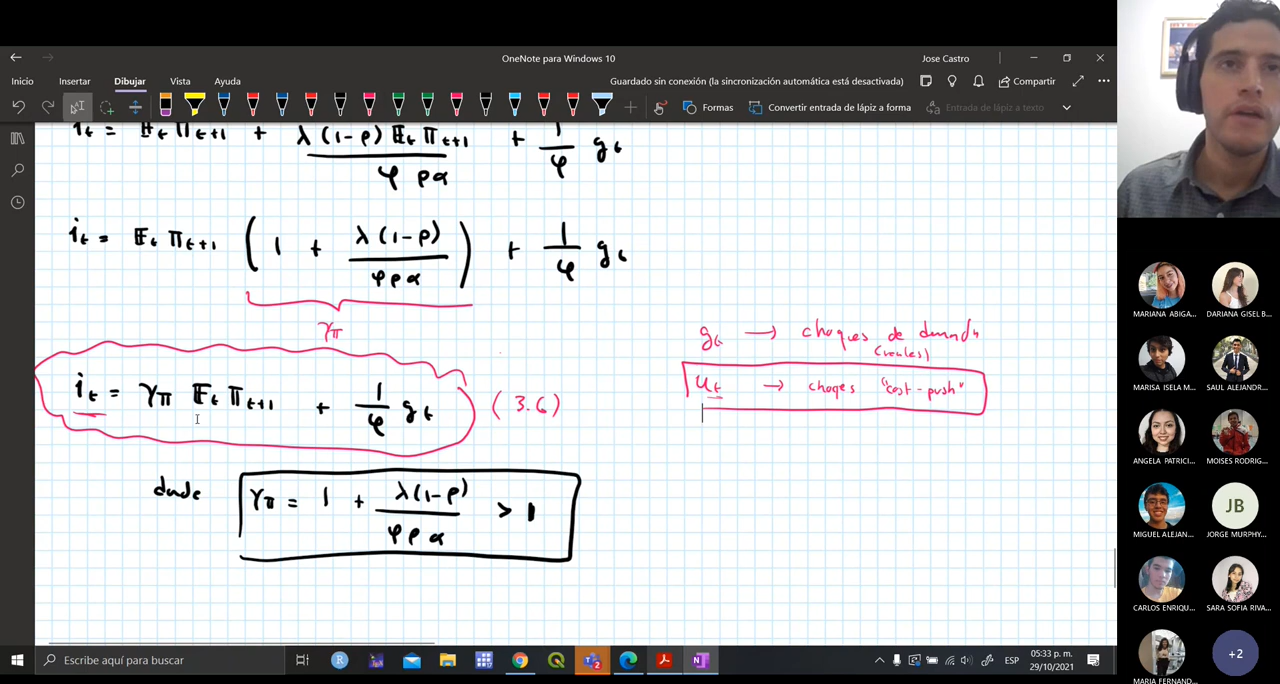 OneNote para Windows 10
Jose Castro
Inicio Insertar Dibujar Vista Ayuda
Guardado sin conexión (la sincronización automática está desactivada)
Compartir
Formas
Convertir entrada de lápiz a forma
Entrada de lápiz a texto
i_t = 𝔼_t π_{t+1} + λ(1-ρ) 𝔼_t π_{t+1} / φρα + 1/φ g_t
i_t = 𝔼_t π_{t+1} ( 1 + λ(1-ρ) / φρα ) + 1/φ g_t
γ_π
g_t → choques de demanda
(reales)
u_t → choques "cost-push"
i_t = γ_π 𝔼_t π_{t+1} + 1/φ g_t (3.6)
donde γ_π = 1 + λ(1-ρ) / φρα > 1
MARIANA ABIGA...
DARIANA GISEL B...
MARISA ISELA M...
SAUL ALEJANDR...
ANGELA PATRICI...
MOISES RODRIG...
MIGUEL ALEJAN...
JB
JORGE MURPHY...
CARLOS ENRIQU...
SARA SOFIA RIVA...
MARIA FERNAND...
+2
Escribe aquí para buscar
ESP
05:33 p. m.
29/10/2021